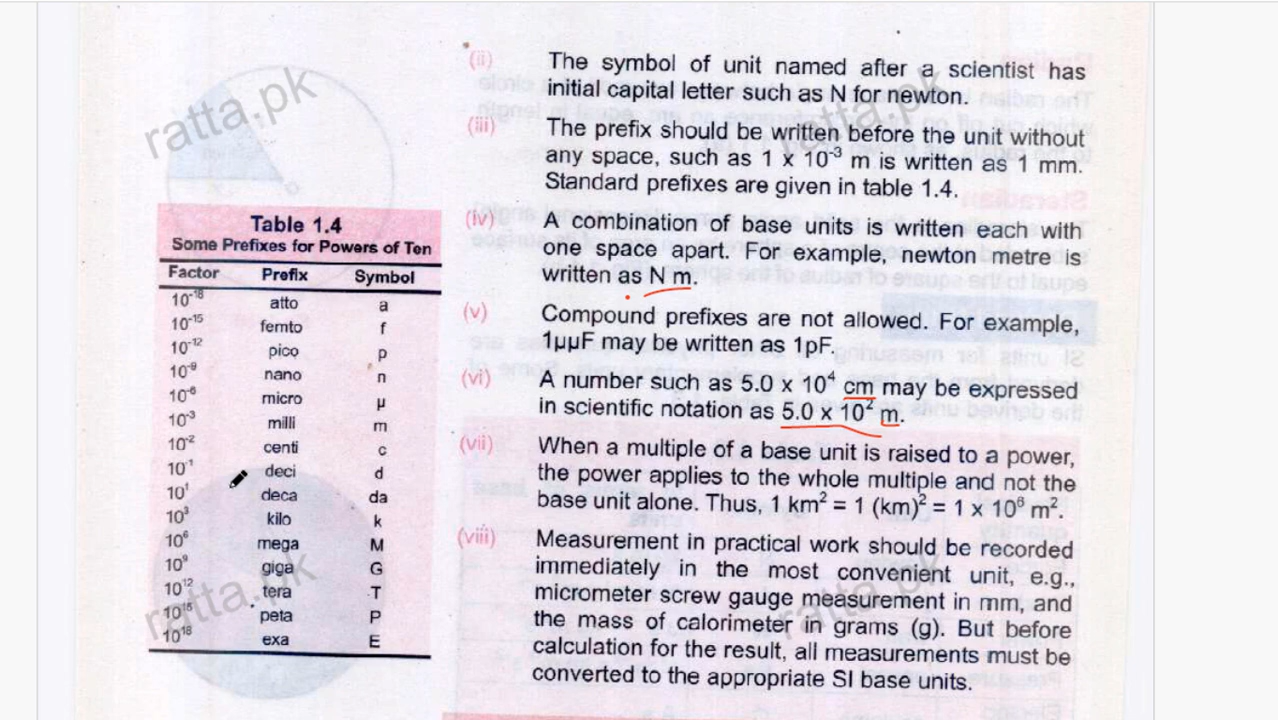 (ii) The symbol of unit named after a scientist has
initial capital letter such as N for newton.
(iii) The prefix should be written before the unit without
any space, such as 1 x 10⁻³ m is written as 1 mm.
Standard prefixes are given in table 1.4.
(iv) A combination of base units is written each with
one space apart. For example, newton metre is
written as N m.
(v) Compound prefixes are not allowed. For example,
1μμF may be written as 1pF.
(vi) A number such as 5.0 x 10⁴ cm may be expressed
in scientific notation as 5.0 x 10² m.
(vii) When a multiple of a base unit is raised to a power,
the power applies to the whole multiple and not the
base unit alone. Thus, 1 km² = 1 (km)² = 1 x 10⁶ m².
(viii) Measurement in practical work should be recorded
immediately in the most convenient unit, e.g.,
micrometer screw gauge measurement in mm, and
the mass of calorimeter in grams (g). But before
calculation for the result, all measurements must be
converted to the appropriate SI base units.
Table 1.4
Some Prefixes for Powers of Ten
Factor Prefix Symbol
10⁻¹⁸ atto a
10⁻¹⁵ femto f
10⁻¹² pico p
10⁻⁹ nano n
10⁻⁶ micro μ
10⁻³ milli m
10⁻² centi c
10⁻¹ deci d
10¹ deca da
10³ kilo k
10⁶ mega M
10⁹ giga G
10¹² tera T
10¹⁵ peta P
10¹⁸ exa E
ratta.pk
ratta.pk
ratta.pk
ratta.pk